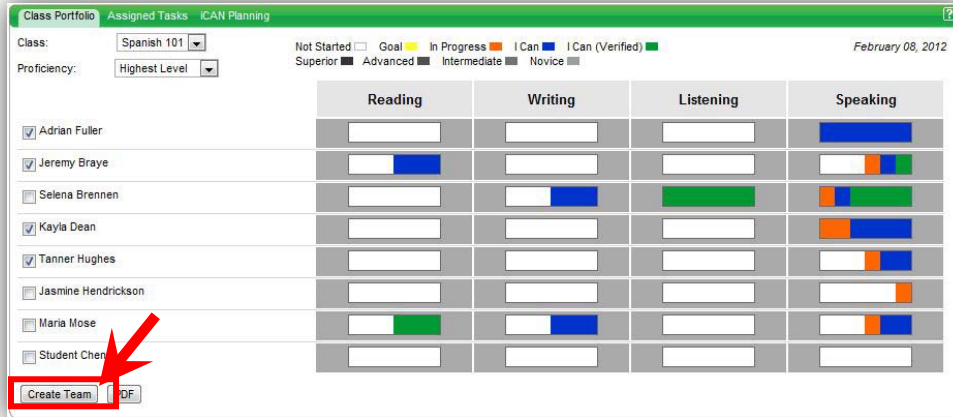 Class Portfolio Assigned Tasks iCAN Planning ?
Class: Spanish 101
Not Started Goal In Progress I Can I Can (Verified) February 08, 2012
Proficiency: Highest Level
Superior Advanced Intermediate Novice
Reading Writing Listening Speaking
Adrian Fuller
Jeremy Braye
Selena Brennen
Kayla Dean
Tanner Hughes
Jasmine Hendrickson
Maria Mose
Student Chen
Create Team PDF